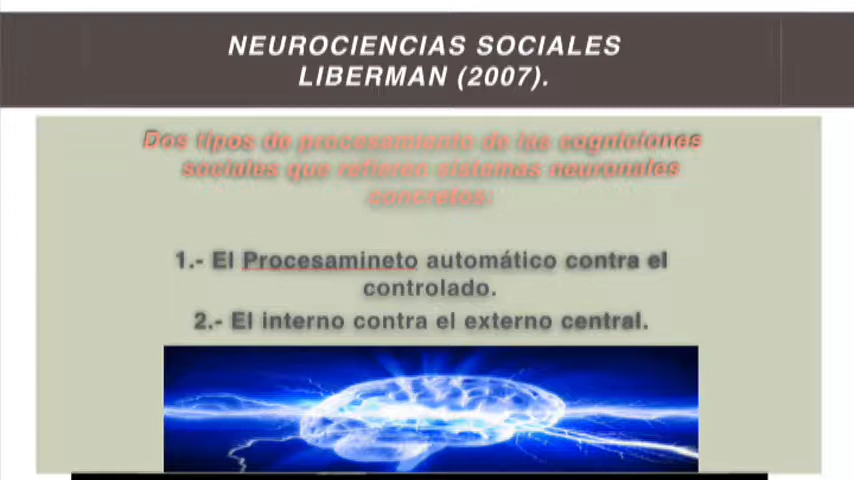 NEUROCIENCIAS SOCIALES
LIBERMAN (2007).
Dos tipos de procesamiento de las cogniciones
sociales que refieren sistemas neuronales
concretos:
1.- El Procesamineto automático contra el
controlado.
2.- El interno contra el externo central.